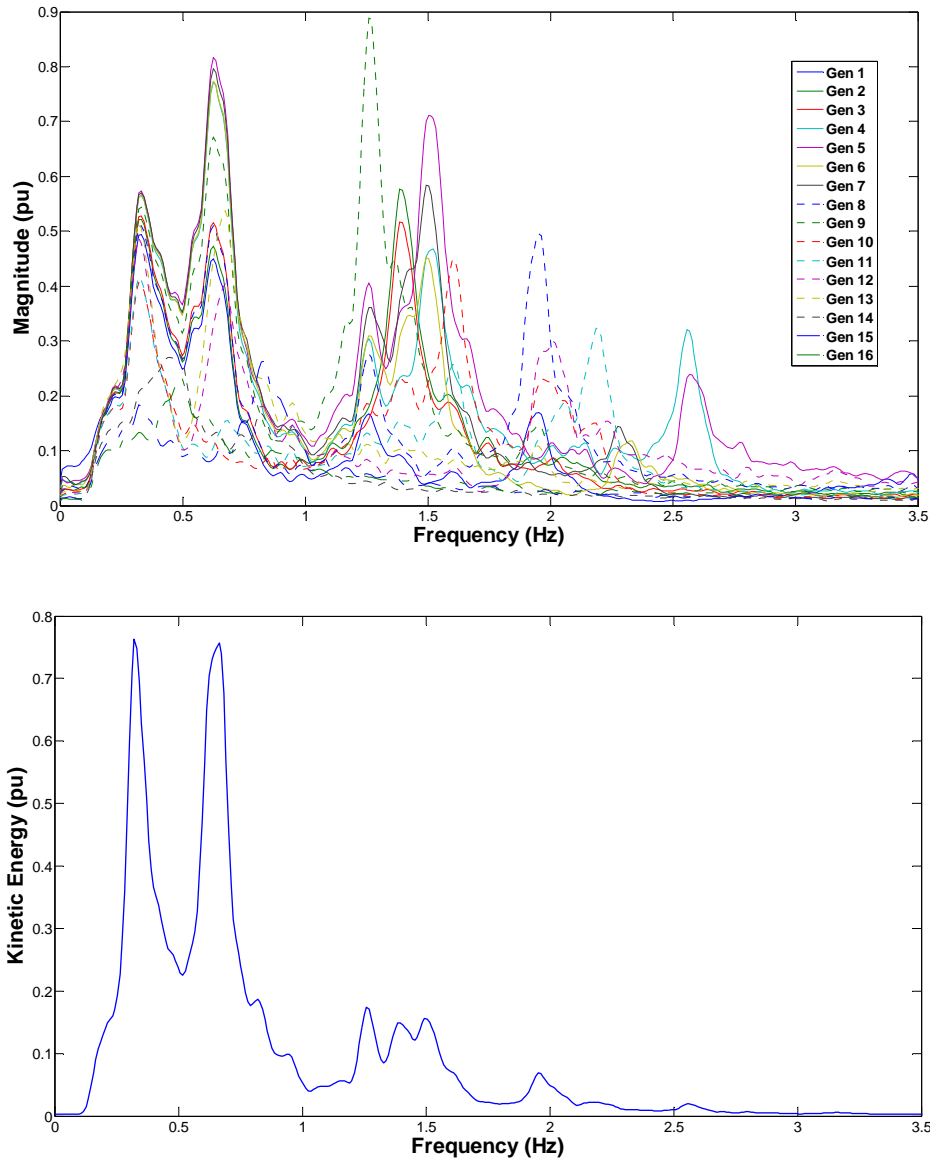 0.9
0.8
0.7
0.6
0.5
0.4
0.3
0.2
0.1
0
Magnitude (pu)
Gen 1
Gen 2
Gen 3
Gen 4
Gen 5
Gen 6
Gen 7
Gen 8
Gen 9
Gen 10
Gen 11
Gen 12
Gen 13
Gen 14
Gen 15
Gen 16
0 0.5 1 1.5 2 2.5 3 3.5
Frequency (Hz)
0.8
0.7
0.6
0.5
0.4
0.3
0.2
0.1
0
Kinetic Energy (pu)
0 0.5 1 1.5 2 2.5 3 3.5
Frequency (Hz)